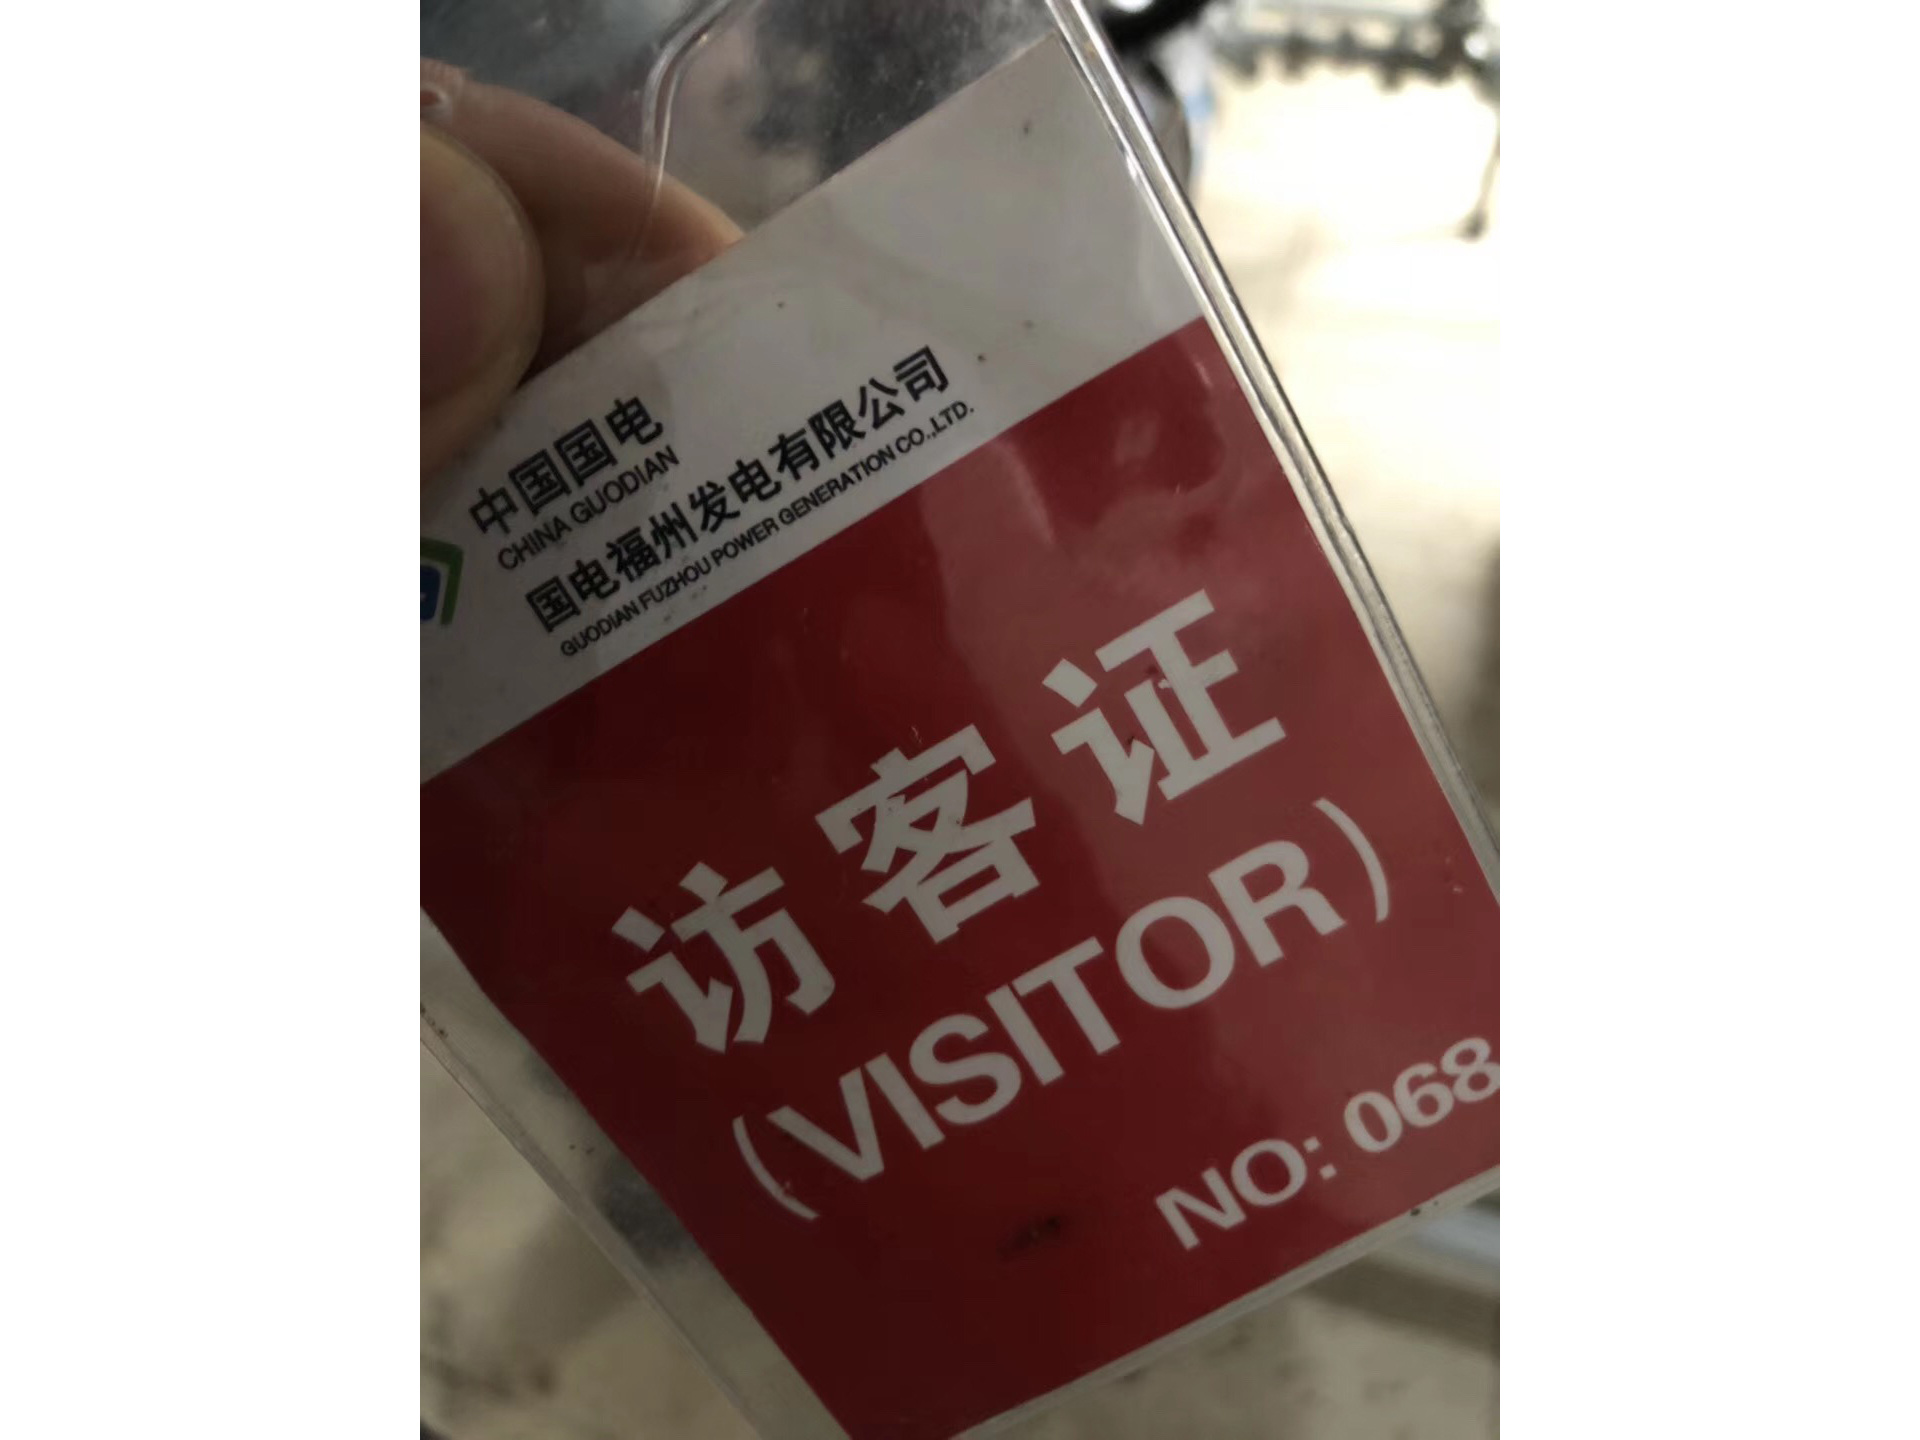 中国国电
CHINA GUODIAN
国电福州发电有限公司
GUODIAN FUZHOU POWER GENERATION CO.,LTD.
访客证
(VISITOR)
NO: 068